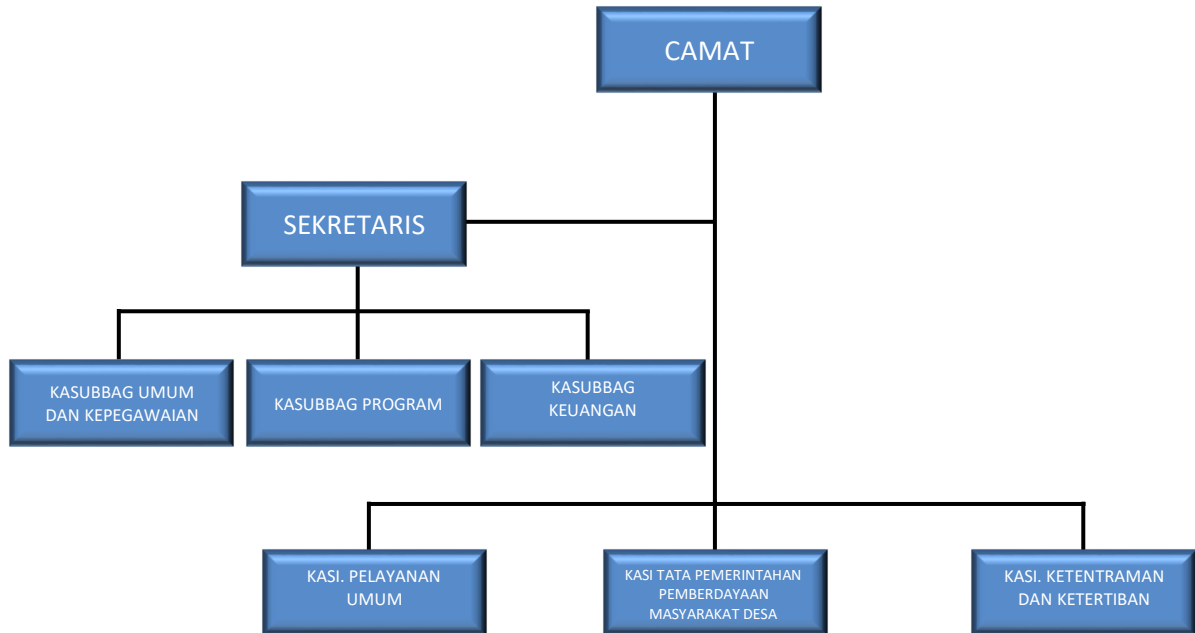 CAMAT
SEKRETARIS
KASUBBAG UMUM
DAN KEPEGAWAIAN
KASUBBAG PROGRAM
KASUBBAG
KEUANGAN
KASI. PELAYANAN
UMUM
KASI TATA PEMERINTAHAN
PEMBERDAYAAN
MASYARAKAT DESA
KASI. KETENTRAMAN
DAN KETERTIBAN